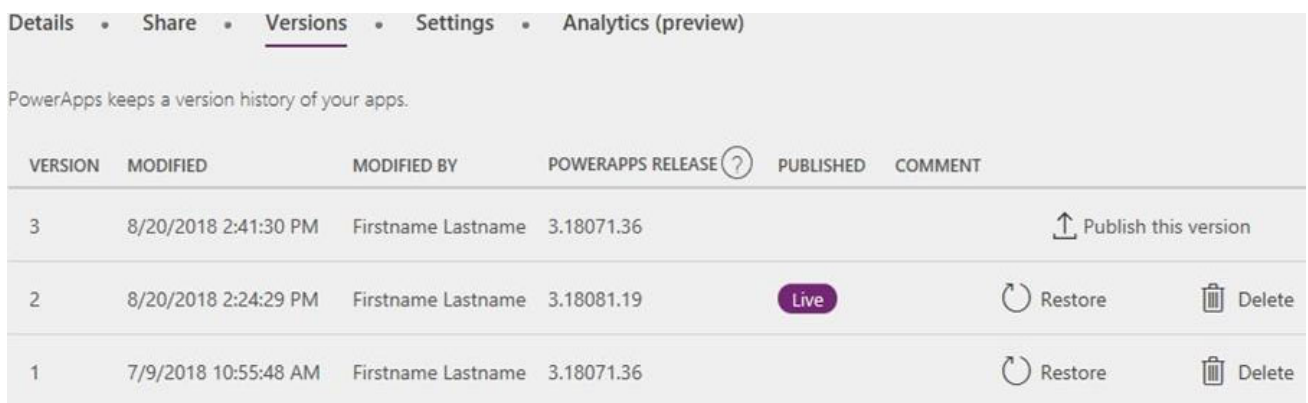 Details • Share • Versions • Settings • Analytics (preview)
PowerApps keeps a version history of your apps.
VERSION MODIFIED MODIFIED BY POWERAPPS RELEASE ? PUBLISHED COMMENT
3 8/20/2018 2:41:30 PM Firstname Lastname 3.18071.36 Publish this version
2 8/20/2018 2:24:29 PM Firstname Lastname 3.18081.19 Live Restore Delete
1 7/9/2018 10:55:48 AM Firstname Lastname 3.18071.36 Restore Delete